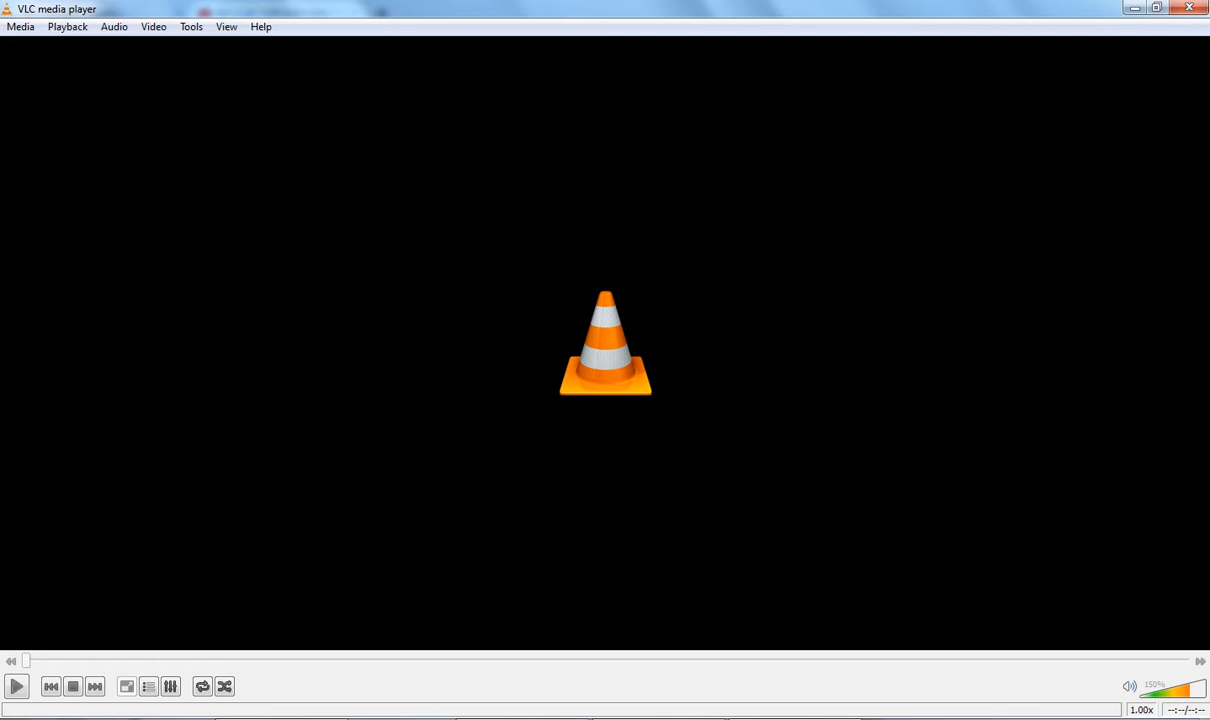 VLC media player
Media Playback Audio Video Tools View Help
150%
1.00x --:--/--:--